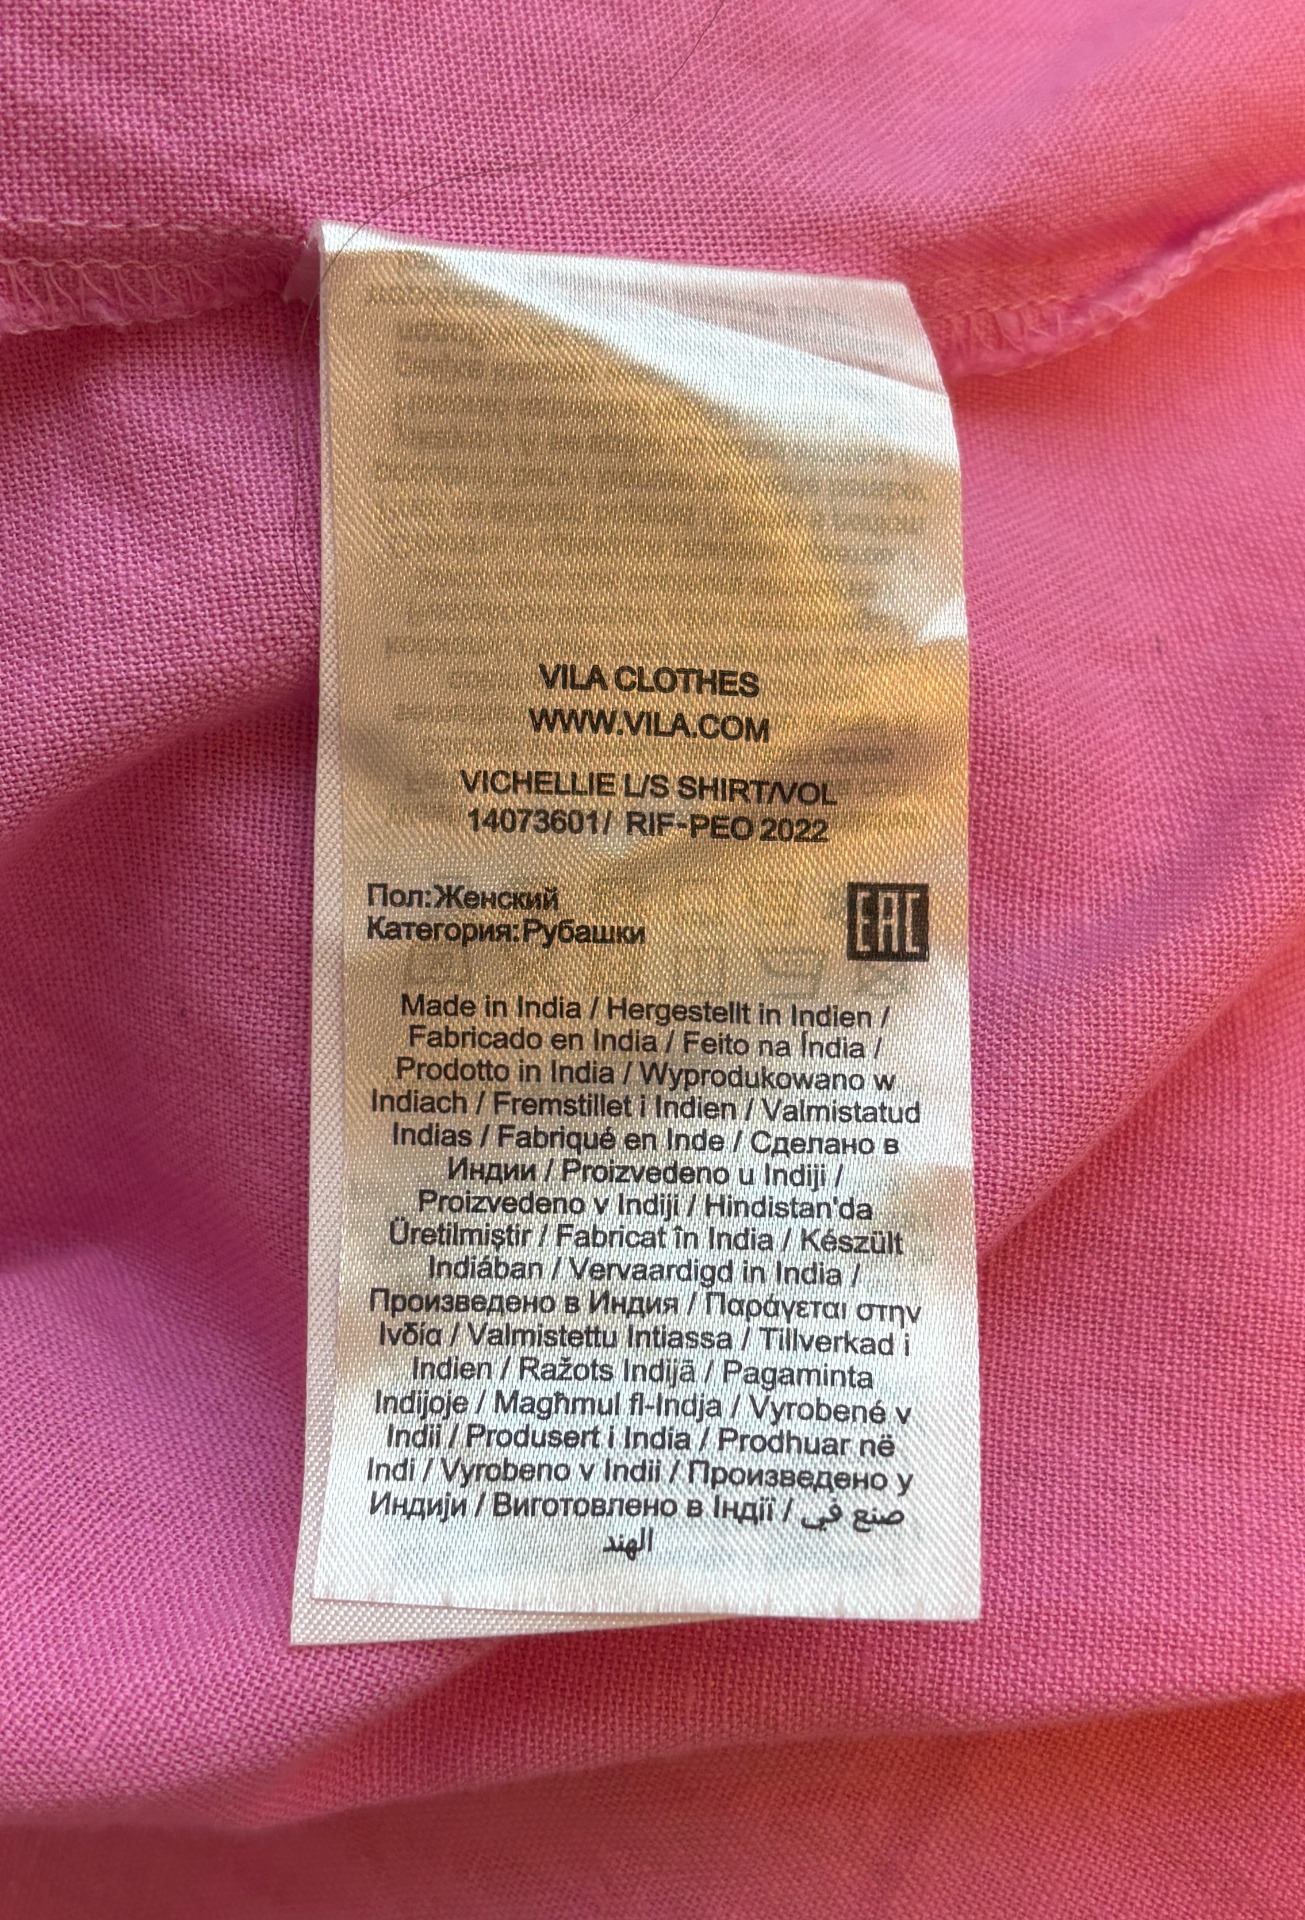 VILA CLOTHES
WWW.VILA.COM
VICHELLIE L/S SHIRT/VOL
14073601/ RIF-PEO 2022
Пол:Женский
Категория:Рубашки
EAC
Made in India / Hergestellt in Indien /
Fabricado en India / Feito na Índia /
Prodotto in India / Wyprodukowano w
Indiach / Fremstillet i Indien / Valmistatud
Indias / Fabriqué en Inde / Сделано в
Индии / Proizvedeno u Indiji /
Proizvedeno v Indiji / Hindistan'da
Üretilmiştir / Fabricat în India / Készült
Indiában / Vervaardigd in India /
Произведено в Индия / Παράγεται στην
Ινδία / Valmistettu Intiassa / Tillverkad i
Indien / Ražots Indijā / Pagaminta
Indijoje / Magħmul fl-Indja / Vyrobené v
Indii / Produsert i India / Prodhuar në
Indi / Vyrobeno v Indii / Произведено у
Индији / Виготовлено в Індії / صنع في
الهند